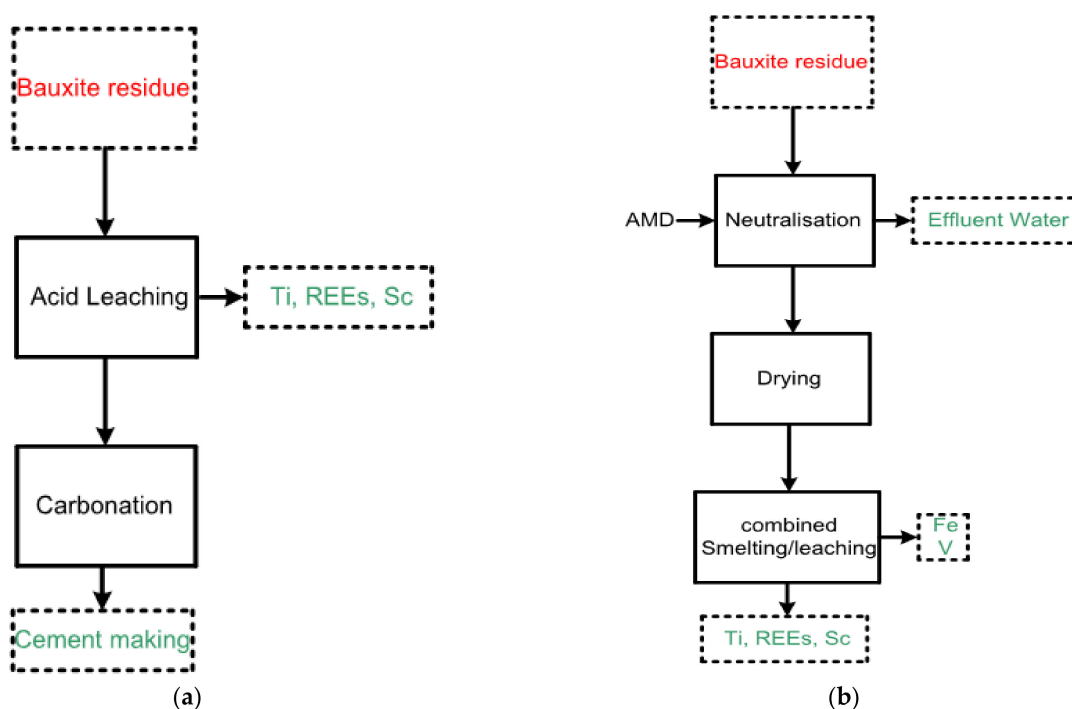 Bauxite residue
Acid Leaching
Ti, REEs, Sc
Carbonation
Cement making
(a)
Bauxite residue
AMD
Neutralisation
Effluent Water
Drying
combined
Smelting/leaching
Fe
V
Ti, REEs, Sc
(b)